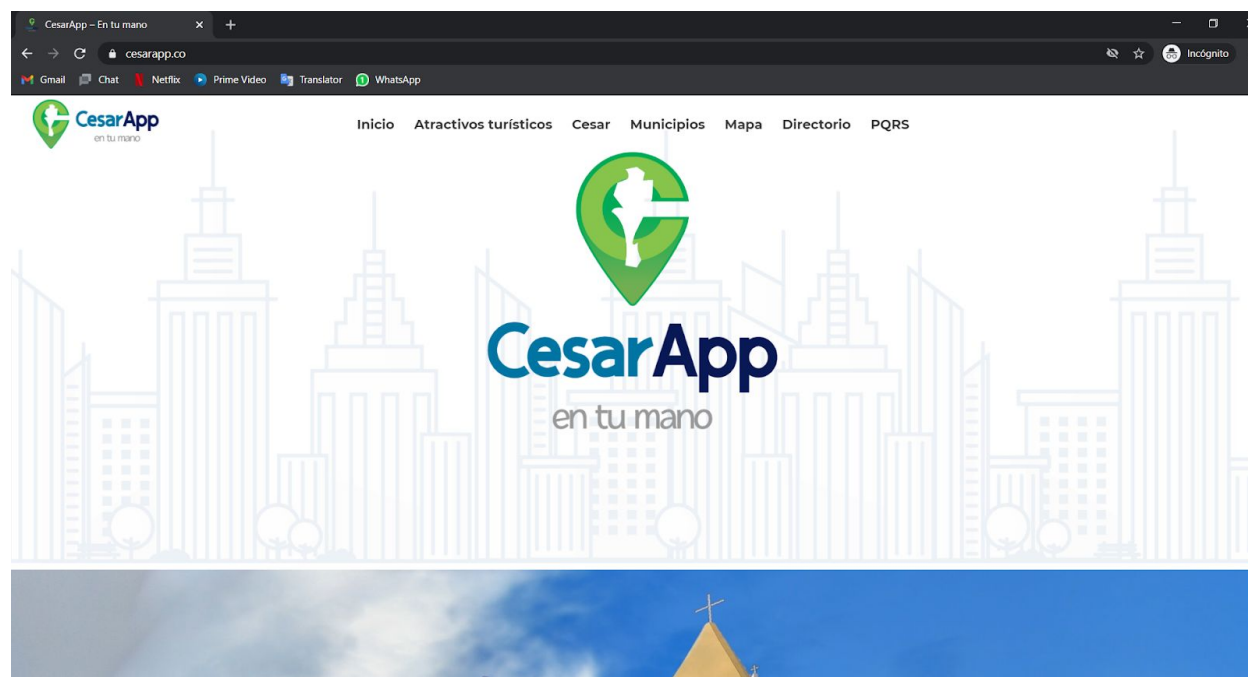 CesarApp – En tu mano
cesarapp.co
Incógnito
Gmail Chat Netflix Prime Video Translator WhatsApp
CesarApp
en tu mano
Inicio Atractivos turísticos Cesar Municipios Mapa Directorio PQRS
CesarApp
en tu mano